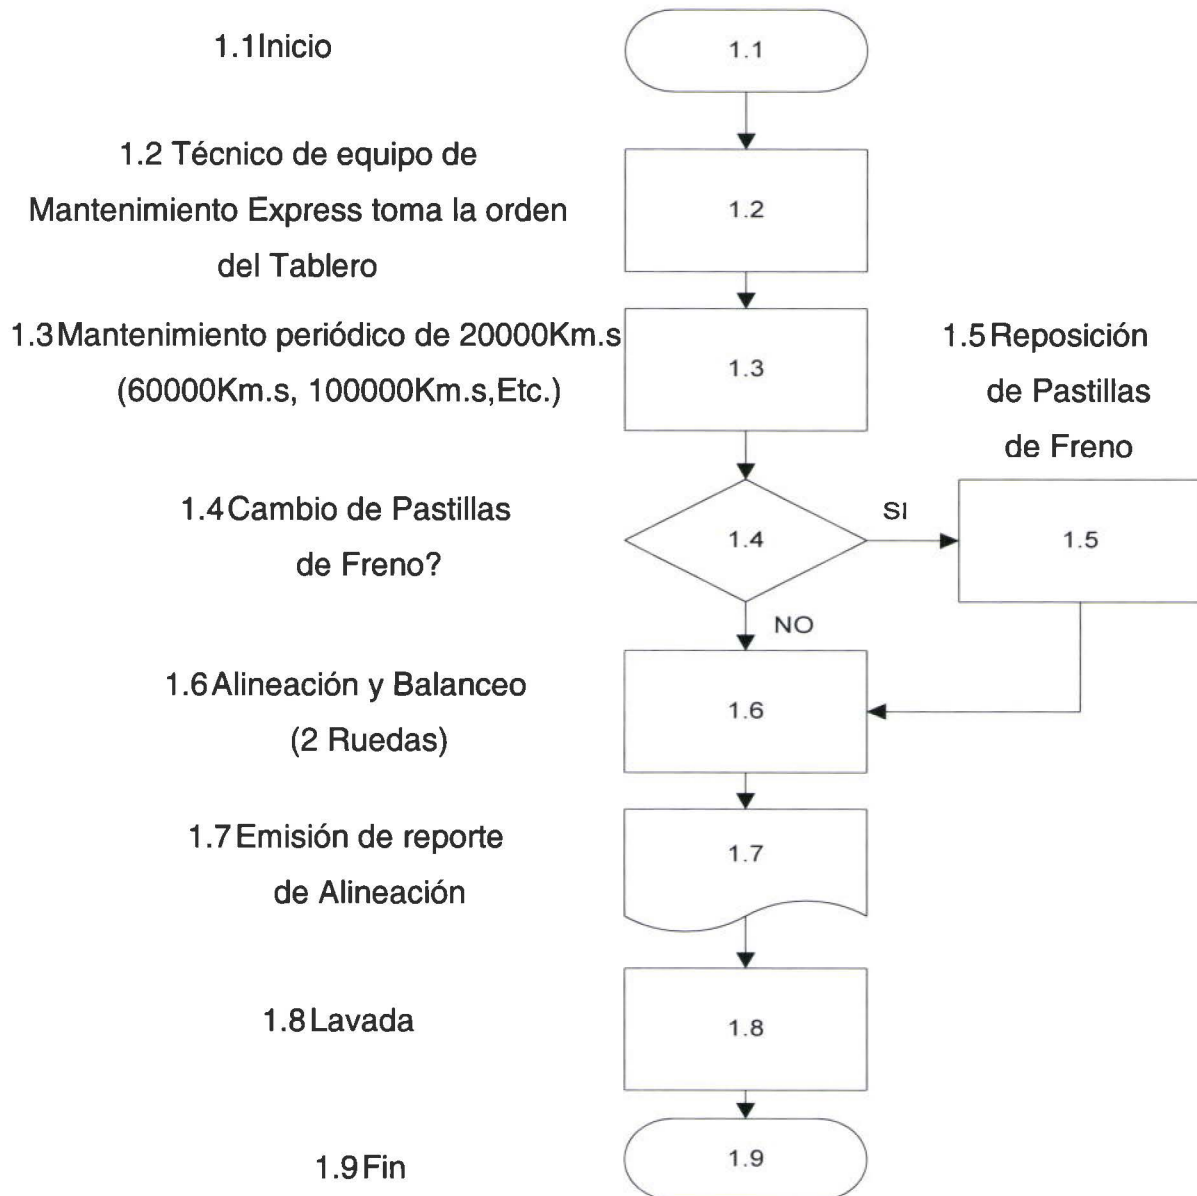 1.1Inicio
1.1
1.2 Técnico de equipo de
Mantenimiento Express toma la orden
del Tablero
1.2
1.3Mantenimiento periódico de 20000Km.s
(60000Km.s, 100000Km.s,Etc.)
1.3
1.5Reposición
de Pastillas
de Freno
1.4Cambio de Pastillas
de Freno?
1.4
SI
1.5
NO
1.6Alineación y Balanceo
(2 Ruedas)
1.6
1.7Emisión de reporte
de Alineación
1.7
1.8Lavada
1.8
1.9Fin
1.9